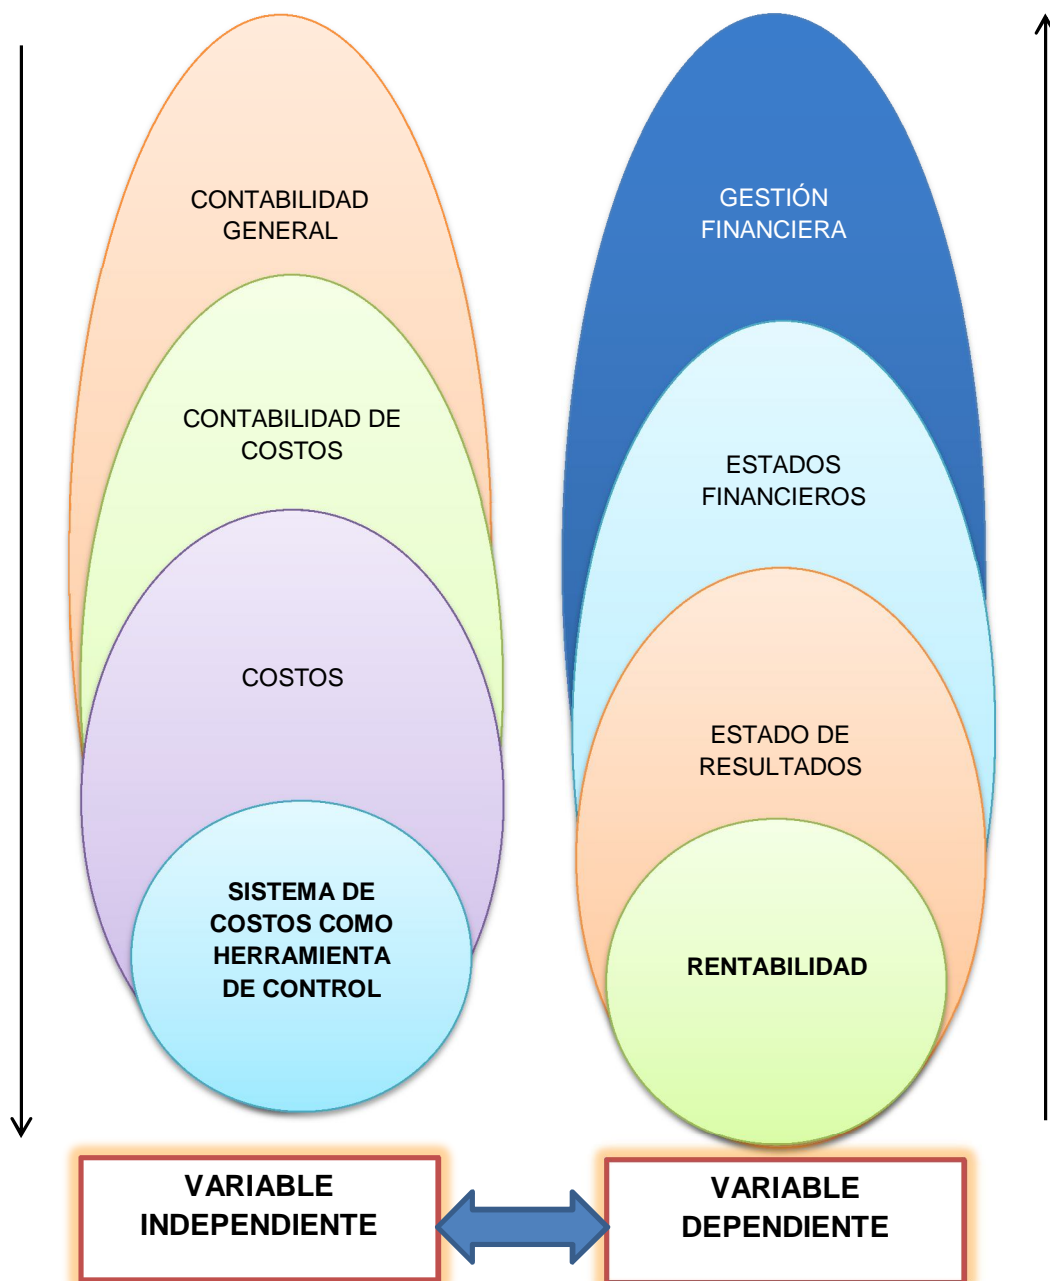 CONTABILIDAD
GENERAL
CONTABILIDAD DE
COSTOS
COSTOS
SISTEMA DE
COSTOS COMO
HERRAMIENTA
DE CONTROL
VARIABLE
INDEPENDIENTE
GESTIÓN
FINANCIERA
ESTADOS
FINANCIEROS
ESTADO DE
RESULTADOS
RENTABILIDAD
VARIABLE
DEPENDIENTE